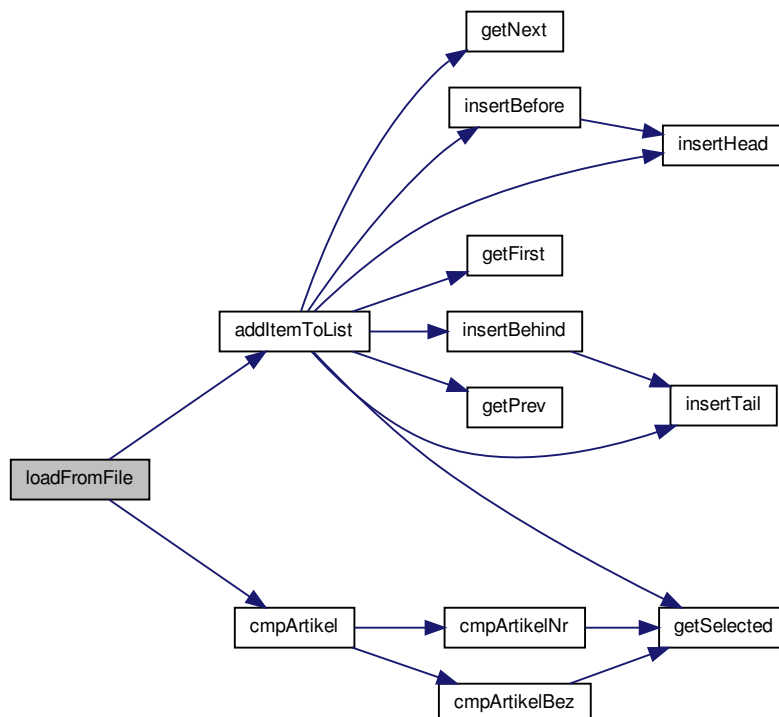 getNext
insertBefore
insertHead
getFirst
addItemToList
insertBehind
getPrev
insertTail
loadFromFile
cmpArtikel
cmpArtikelNr
getSelected
cmpArtikelBez